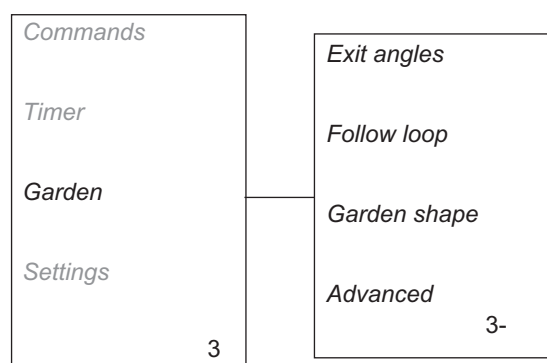 Commands
Timer
Garden
Settings
3
Exit angles
Follow loop
Garden shape
Advanced
3-